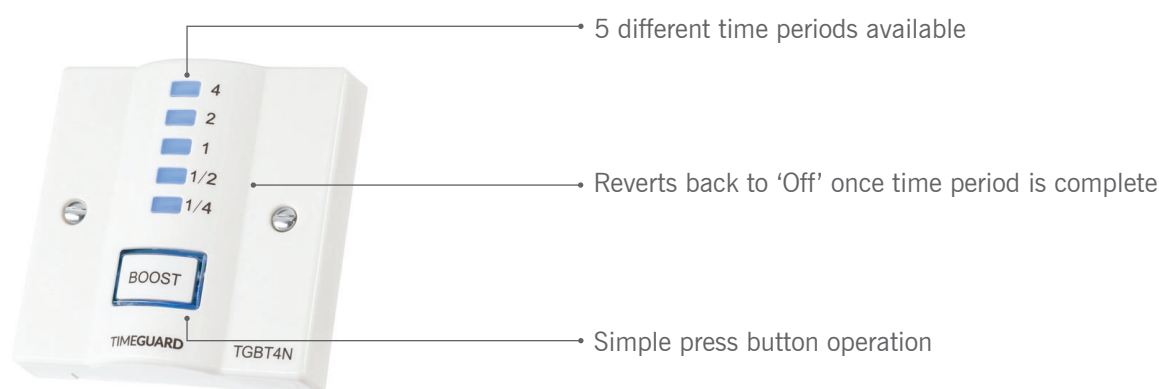 5 different time periods available
4
2
1
1/2
Reverts back to ‘Off’ once time period is complete
1/4
BOOST
Simple press button operation
TIMEGUARD
TGBT4N